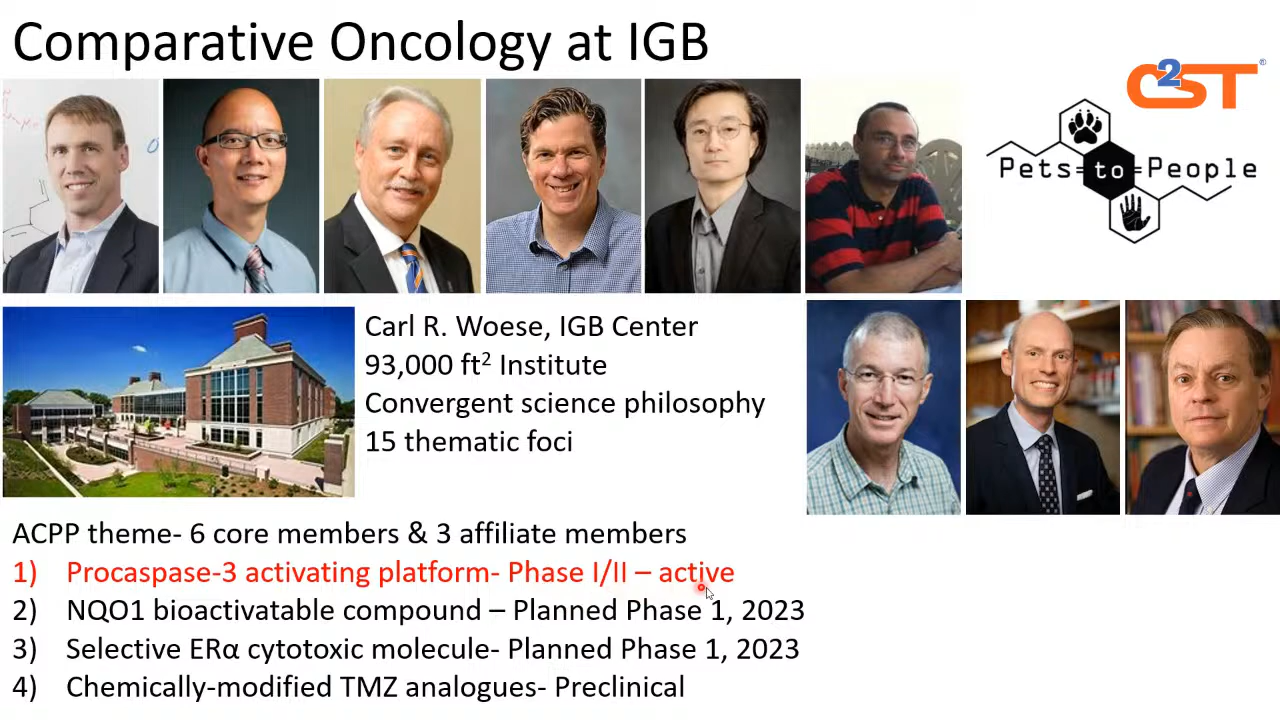 Comparative Oncology at IGB
C2ST®
Pets-to-People
Carl R. Woese, IGB Center
93,000 ft² Institute
Convergent science philosophy
15 thematic foci
ACPP theme- 6 core members & 3 affiliate members
1) Procaspase-3 activating platform- Phase I/II – active
2) NQO1 bioactivatable compound – Planned Phase 1, 2023
3) Selective ERα cytotoxic molecule- Planned Phase 1, 2023
4) Chemically-modified TMZ analogues- Preclinical